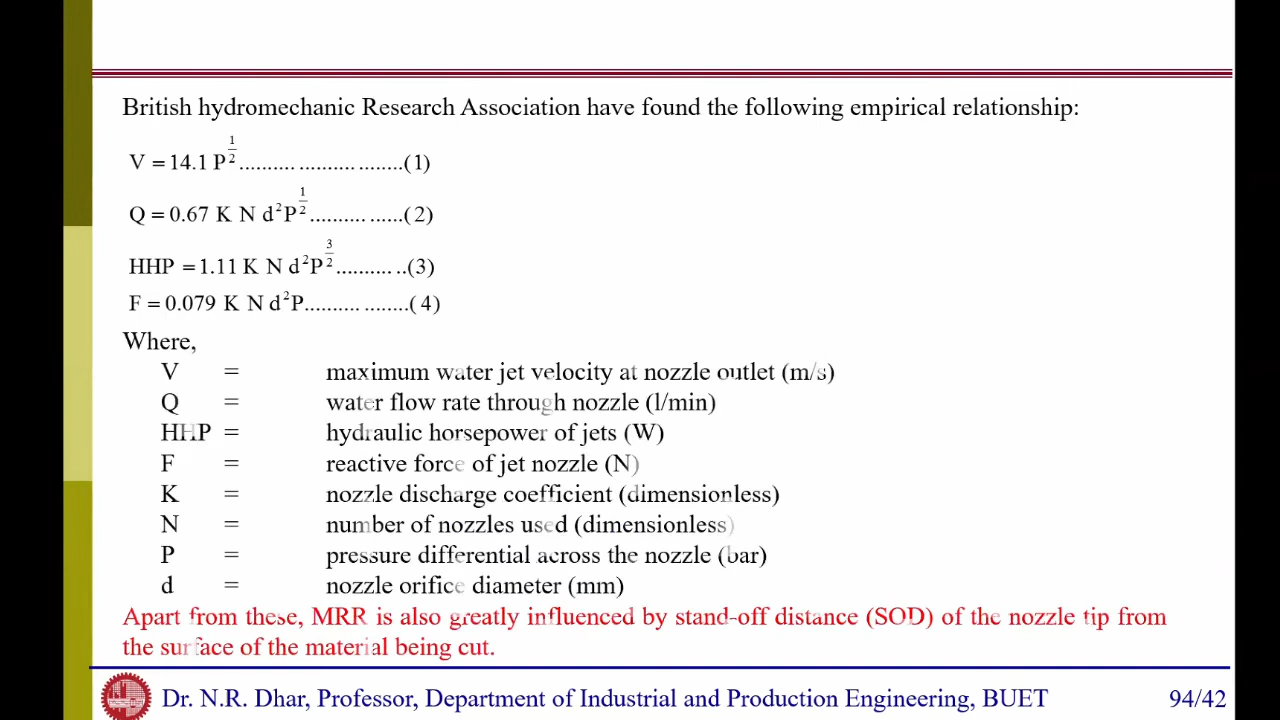 British hydromechanic Research Association have found the following empirical relationship:
V = 14.1 P^(1/2).......... .......... ........(1)
Q = 0.67 K N d²P^(1/2).......... ......(2)
HHP = 1.11 K N d²P^(3/2).......... ..(3)
F = 0.079 K N d²P.......... ........(4)
Where,
V = maximum water jet velocity at nozzle outlet (m/s)
Q = water flow rate through nozzle (l/min)
HHP = hydraulic horsepower of jets (W)
F = reactive force of jet nozzle (N)
K = nozzle discharge coefficient (dimensionless)
N = number of nozzles used (dimensionless)
P = pressure differential across the nozzle (bar)
d = nozzle orifice diameter (mm)
Apart from these, MRR is also greatly influenced by stand-off distance (SOD) of the nozzle tip from
the surface of the material being cut.
Dr. N.R. Dhar, Professor, Department of Industrial and Production Engineering, BUET 94/42